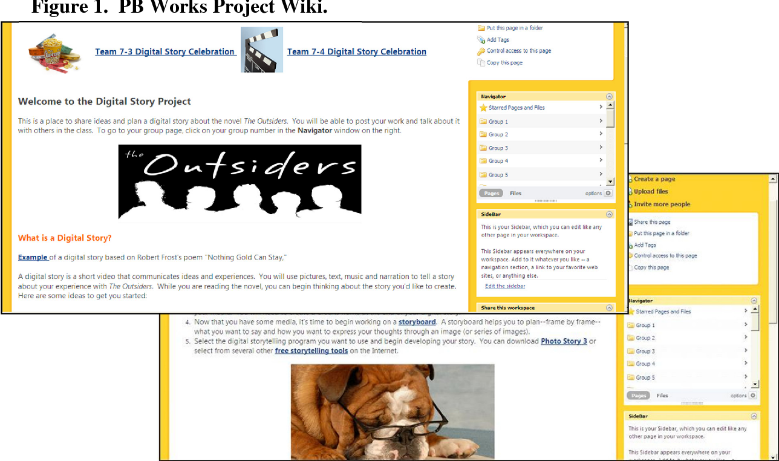 Figure 1. PB Works Project Wiki.
Team 7-3 Digital Story Celebration
Team 7-4 Digital Story Celebration
Put this page in a folder
Add Tags
Control access to this page
Copy this page
Welcome to the Digital Story Project
This is a place to share ideas and plan a digital story about the novel The Outsiders. You will be able to post your work and talk about it
with others in the class. To go to your group page, click on your group number in the Navigator window on the right.
the Outsiders
What is a Digital Story?
Example of a digital story based on Robert Frost's poem "Nothing Gold Can Stay."
A digital story is a short video that communicates ideas and experiences. You will use pictures, text, music and narration to tell a story
about your experience with The Outsiders. While you are reading the novel, you can begin thinking about the story you'd like to create.
Here are some ideas to get you started.
Navigator
Starred Pages and Files
Group 1
Group 2
Group 3
Group 4
Group 5
Pages Files options
SideBar
This is your Sidebar, which you can edit like any
other page in your workspace.
This Sidebar appears everywhere on your
workspace. Add to it whatever you like -- a
navigation section, a link to your favorite web
sites, or anything else.
Edit the sidebar
Share this workspace
4. Now that you have some media, it's time to begin working on a storyboard. A storyboard helps you to plan--frame by frame--
what you want to say and how you want to express your thoughts through an image (or series of images).
5. Select the digital storytelling program you want to use and begin developing your story. You can download Photo Story 3 or
select from several other free storytelling tools on the Internet.
Create a page
Upload files
Invite more people
Share this page
Put this page in a folder
Add Tags
Control access to this page
Copy this page
Navigator
Starred Pages and Files
Group 1
Group 2
Group 3
Group 4
Group 5
Pages Files options
SideBar
This is your Sidebar, which you can edit like any
other page in your workspace.
This Sidebar appears everywhere on your